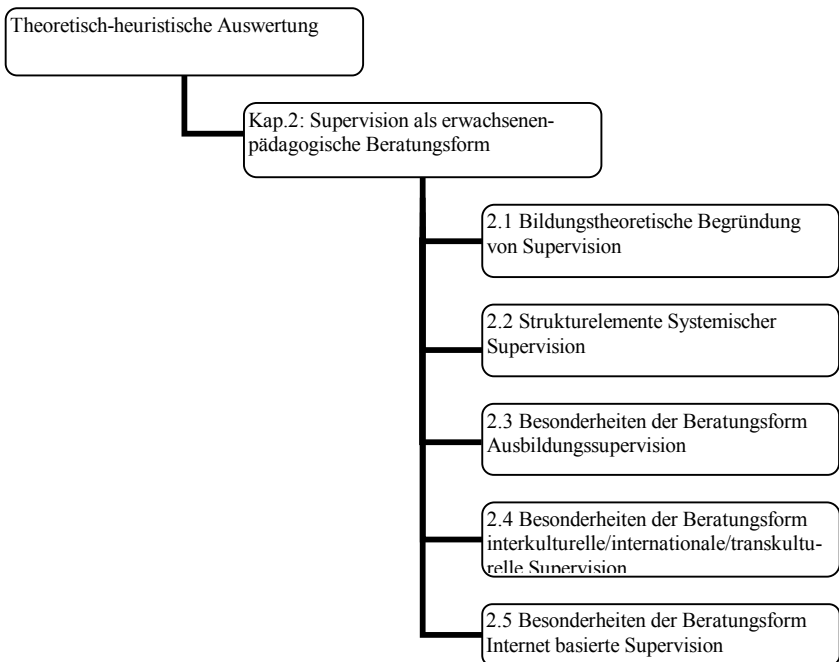 Theoretisch-heuristische Auswertung
Kap.2: Supervision als erwachsenen-
pädagogische Beratungsform
2.1 Bildungstheoretische Begründung
von Supervision
2.2 Strukturelemente Systemischer
Supervision
2.3 Besonderheiten der Beratungsform
Ausbildungssupervision
2.4 Besonderheiten der Beratungsform
interkulturelle/internationale/transkultu-
relle Supervision
2.5 Besonderheiten der Beratungsform
Internet basierte Supervision